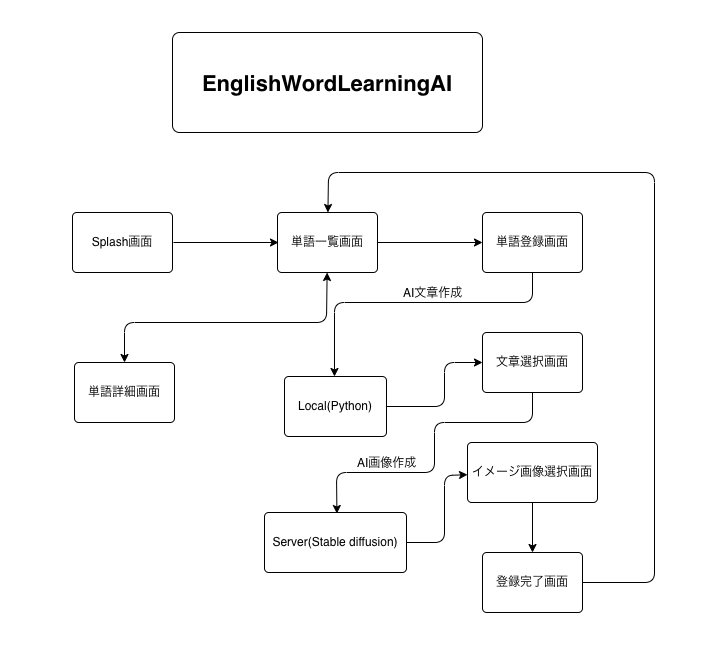 EnglishWordLearningAI
Splash画面
単語一覧画面
単語登録画面
AI文章作成
単語詳細画面
Local(Python)
文章選択画面
AI画像作成
イメージ画像選択画面
Server(Stable diffusion)
登録完了画面